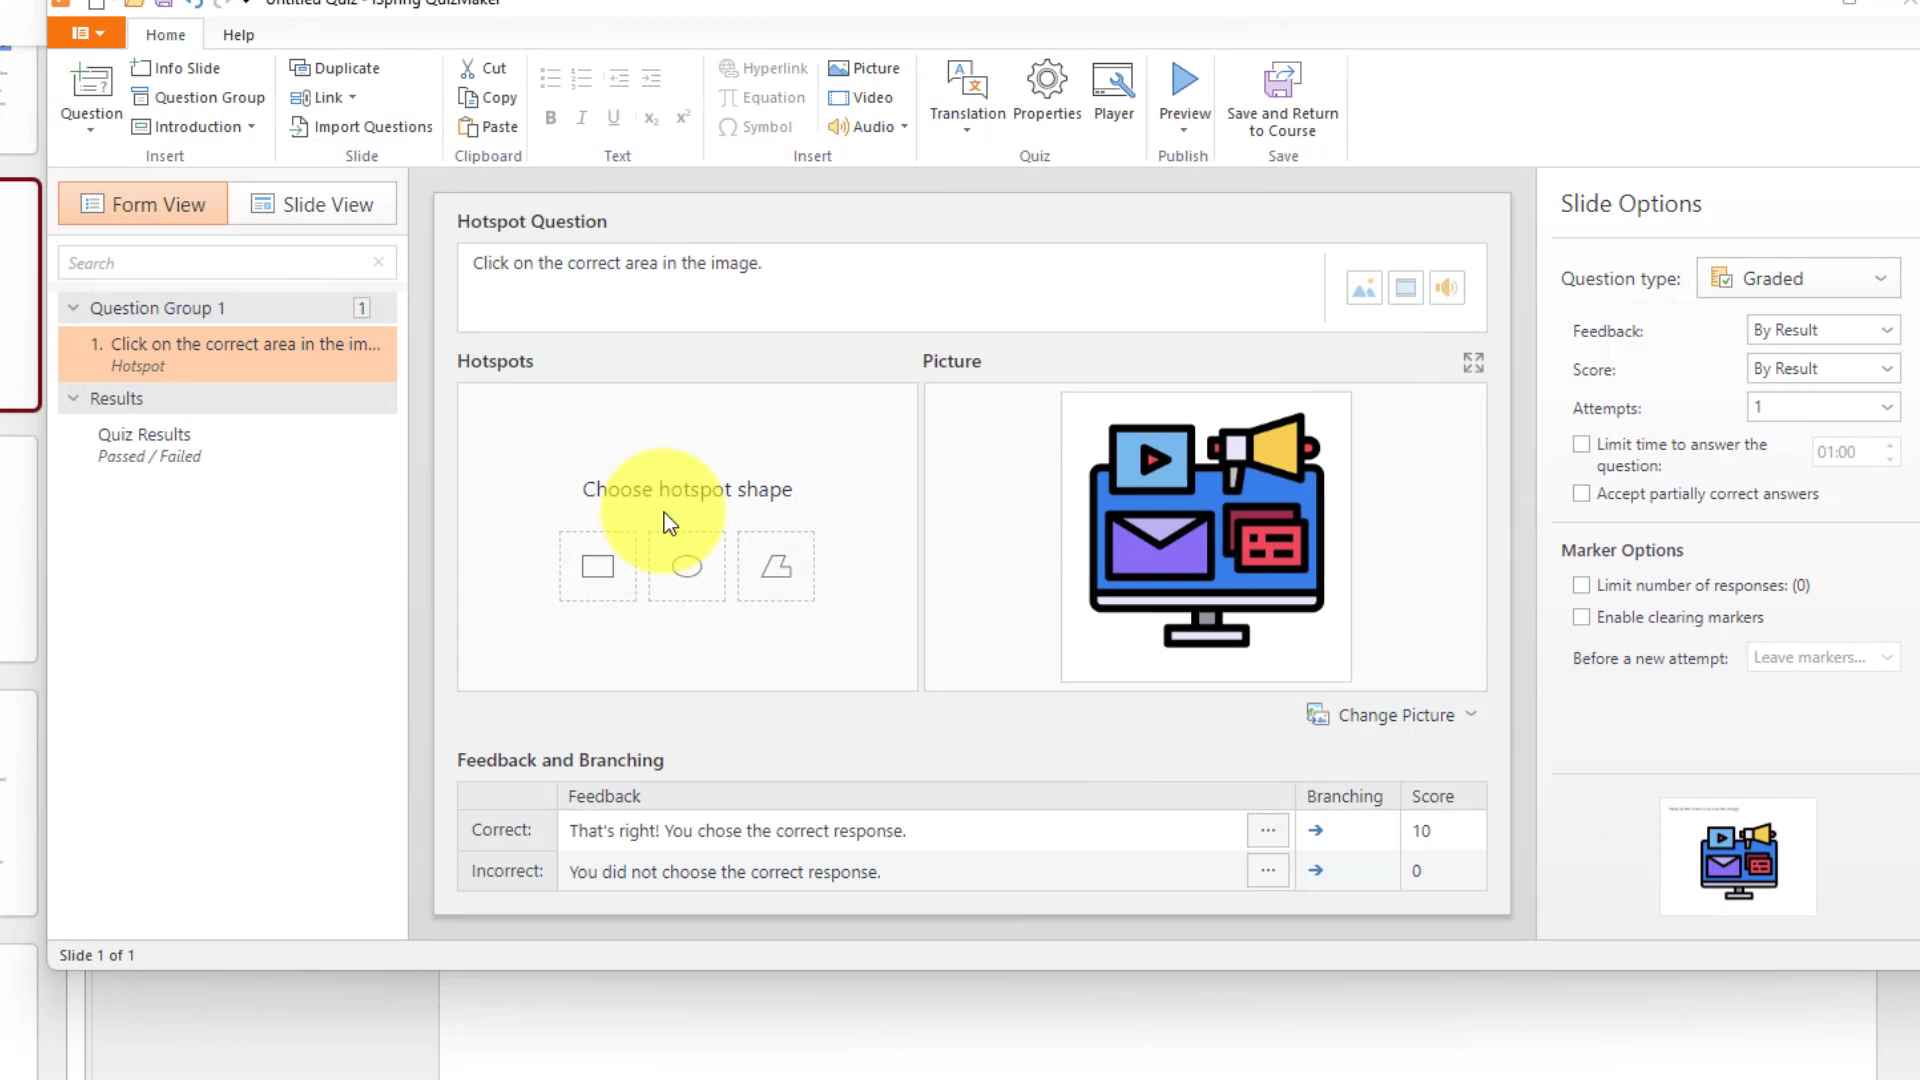 Untitled Quiz - iSpring QuizMaker
Home
Help
Question
Info Slide
Question Group
Introduction
Insert
Duplicate
Link
Import Questions
Slide
Cut
Copy
Paste
Clipboard
B I U x₂ x²
Text
Hyperlink
Equation
Symbol
Picture
Video
Audio
Insert
Translation
Properties
Player
Quiz
Preview
Publish
Save and Return
to Course
Save
Form View
Slide View
Search
Question Group 1
1
1. Click on the correct area in the im...
Hotspot
Results
Quiz Results
Passed / Failed
Hotspot Question
Click on the correct area in the image.
Hotspots
Picture
Choose hotspot shape
Change Picture
Feedback and Branching
Feedback
Branching
Score
Correct:
That's right! You chose the correct response.
...
10
Incorrect:
You did not choose the correct response.
...
0
Slide Options
Question type:
Graded
Feedback:
By Result
Score:
By Result
Attempts:
1
Limit time to answer the
question:
01:00
Accept partially correct answers
Marker Options
Limit number of responses: (0)
Enable clearing markers
Before a new attempt:
Leave markers...
Slide 1 of 1